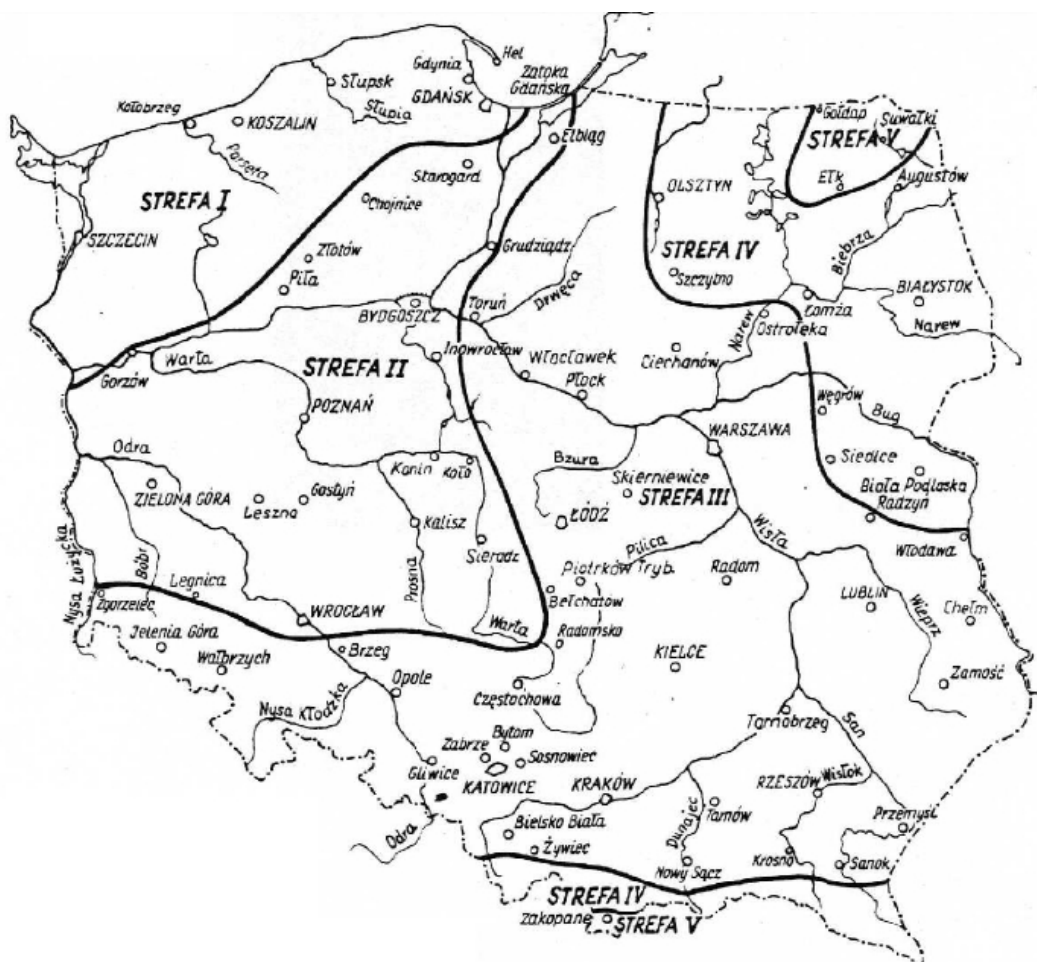 Hel
Gdynia
Zatoka
Gdańska
Słupsk
GDAŃSK
Słupia
Kołobrzeg
KOSZALIN
Parsęta
Elbląg
Gołdap
Suwałki
STREFA V
Ełk
Augustów
Starogard
Chojnice
OLSZTYN
STREFA I
SZCZECIN
Złotów
Piła
Grudziądz
STREFA IV
Szczytno
Biebrza
BIAŁYSTOK
Drwęca
BYDGOSZCZ
Toruń
Łomża
Narew
Narew
Ostrołęka
Inowrocław
Ciechanów
Gorzów
Warta
STREFA II
Włocławek
Płock
POZNAŃ
Węgrów
Bug
WARSZAWA
Odra
Konin
Koło
Bzura
Siedlce
Skierniewice
STREFA III
Biała Podlaska
Radzyń
ZIELONA GÓRA
Leszno
Gostyń
Kalisz
ŁÓDŹ
Wisła
Włodawa
Sieradz
Pilica
Nysa Łużycka
Bóbr
Prosna
Piotrków Tryb.
Radom
LUBLIN
Wieprz
Chełm
Zgorzelec
Legnica
WROCŁAW
Bełchatów
Warta
Radomsko
Jelenia Góra
Wałbrzych
Brzeg
KIELCE
Zamość
Nysa Kłodzka
Opole
Częstochowa
Tarnobrzeg
San
Bytom
Zabrze
Sosnowiec
Gliwice
KATOWICE
KRAKÓW
RZESZÓW
Wisłok
Przemyśl
Odra
Bielsko Biała
Żywiec
Dunajec
Tarnów
Nowy Sącz
Krosno
Sanok
STREFA IV
Zakopane
STREFA V